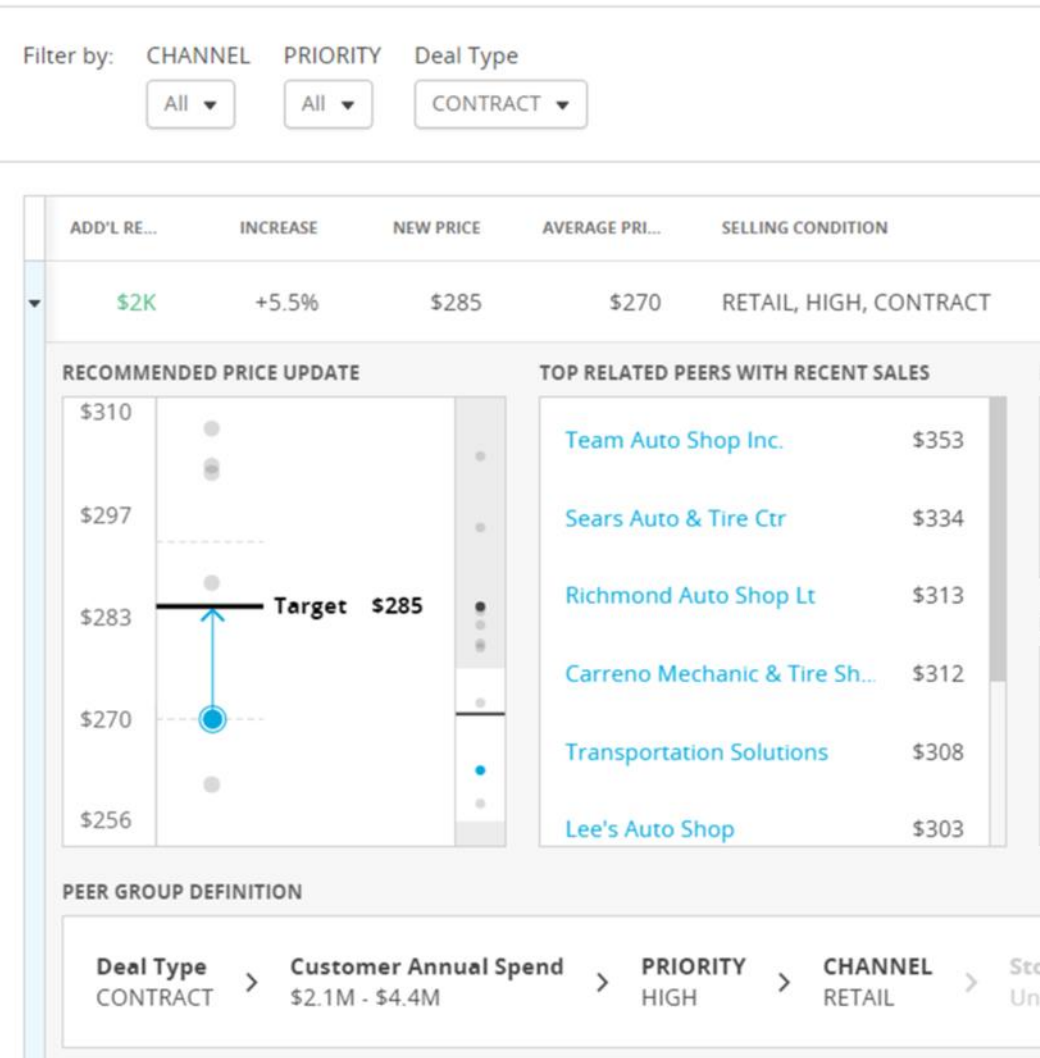 Filter by: CHANNEL PRIORITY Deal Type
All All CONTRACT
ADD'L RE... INCREASE NEW PRICE AVERAGE PRI... SELLING CONDITION
$2K +5.5% $285 $270 RETAIL, HIGH, CONTRACT
RECOMMENDED PRICE UPDATE
$310
$297
$283
$270
$256
Target $285
TOP RELATED PEERS WITH RECENT SALES
Team Auto Shop Inc. $353
Sears Auto & Tire Ctr $334
Richmond Auto Shop Lt $313
Carreno Mechanic & Tire Sh... $312
Transportation Solutions $308
Lee's Auto Shop $303
PEER GROUP DEFINITION
Deal Type > Customer Annual Spend > PRIORITY > CHANNEL >
CONTRACT $2.1M - $4.4M HIGH RETAIL